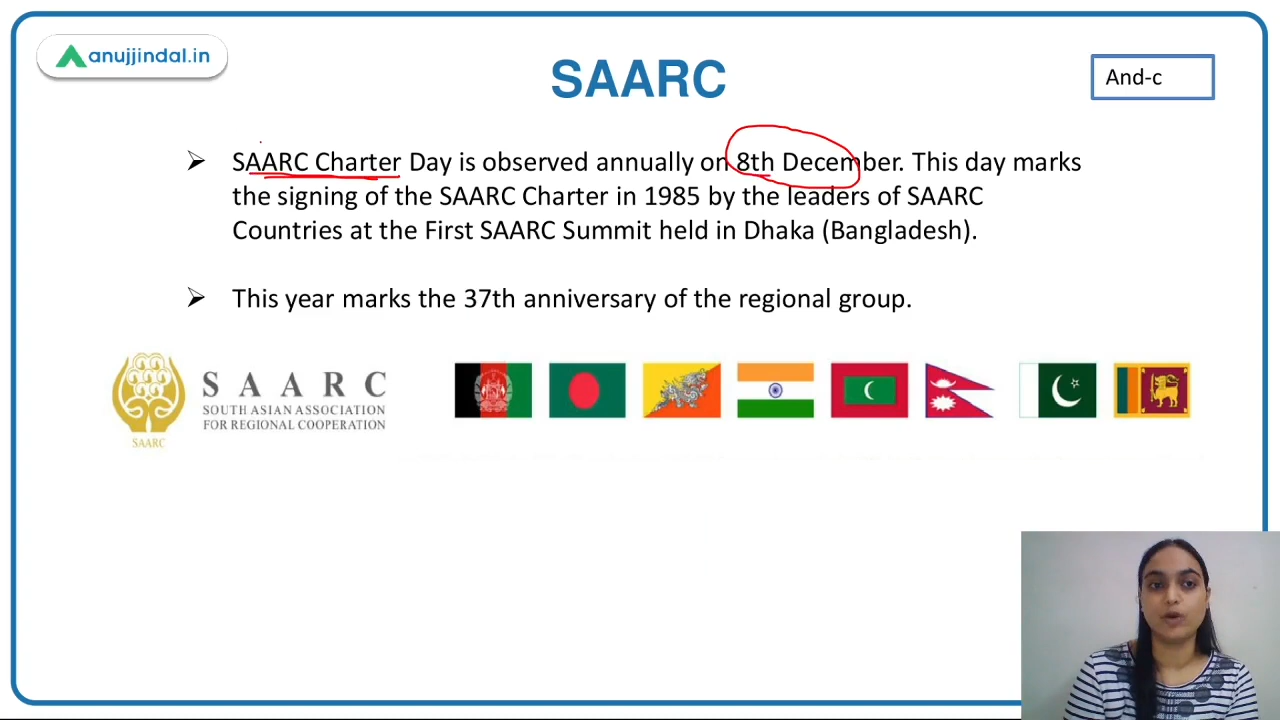 anujjindal.in
SAARC
And-c
SAARC Charter Day is observed annually on 8th December. This day marks
the signing of the SAARC Charter in 1985 by the leaders of SAARC
Countries at the First SAARC Summit held in Dhaka (Bangladesh).
This year marks the 37th anniversary of the regional group.
SAARC
SOUTH ASIAN ASSOCIATION
FOR REGIONAL COOPERATION
SAARC